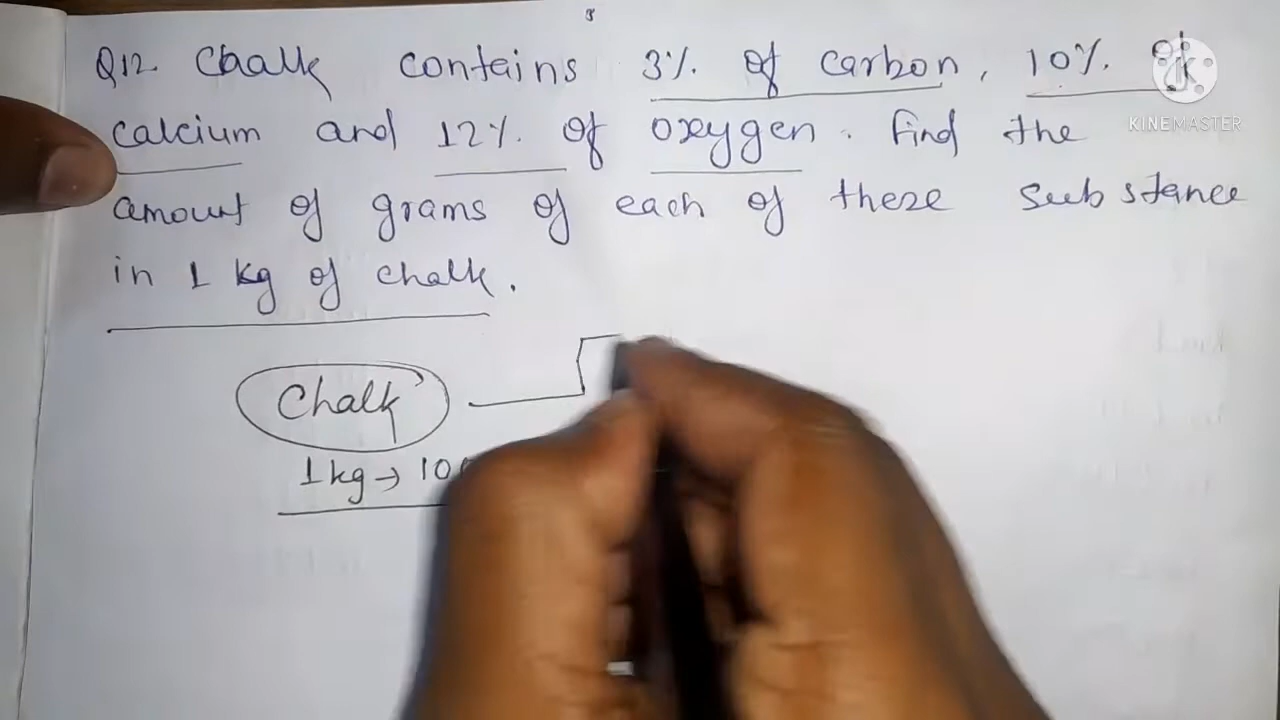 Q12. Chalk contains 3% of carbon, 10% of
KINEMASTER
calcium and 12% of oxygen. Find the
amount of grams of each of these substance
in 1 kg of chalk.
Chalk
1kg → 10